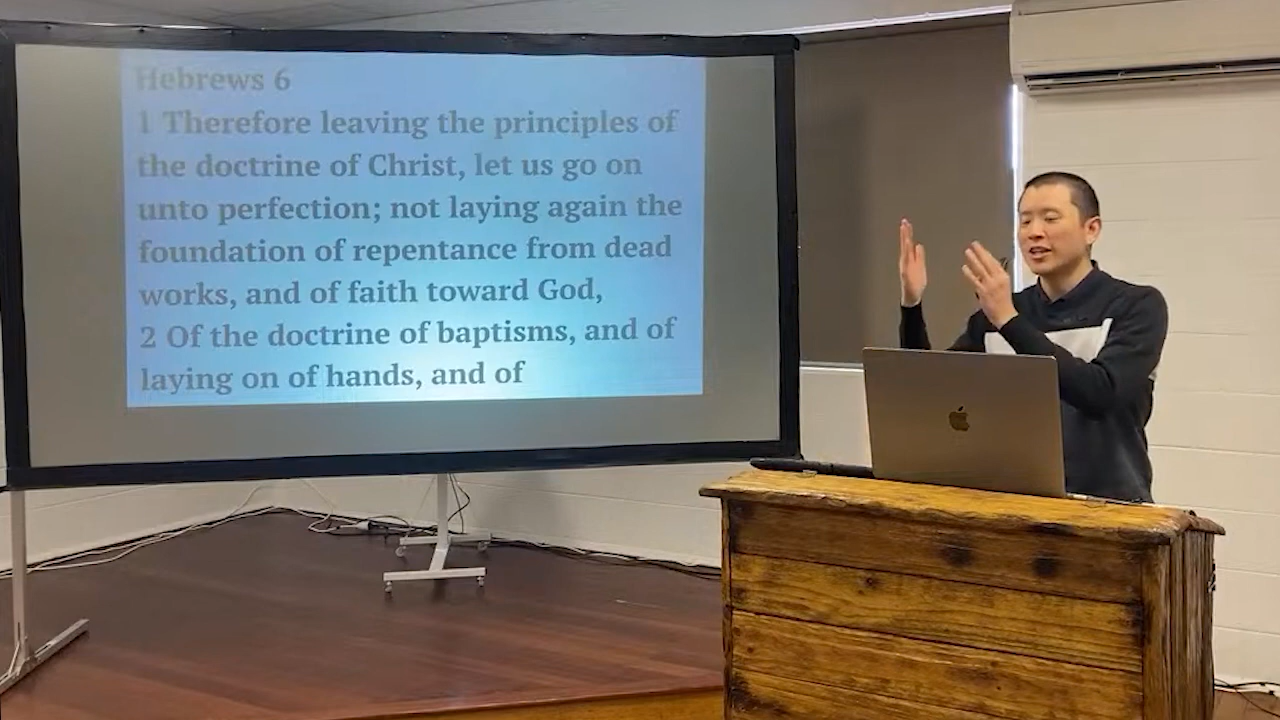 Hebrews 6
1 Therefore leaving the principles of
the doctrine of Christ, let us go on
unto perfection; not laying again the
foundation of repentance from dead
works, and of faith toward God,
2 Of the doctrine of baptisms, and of
laying on of hands, and of